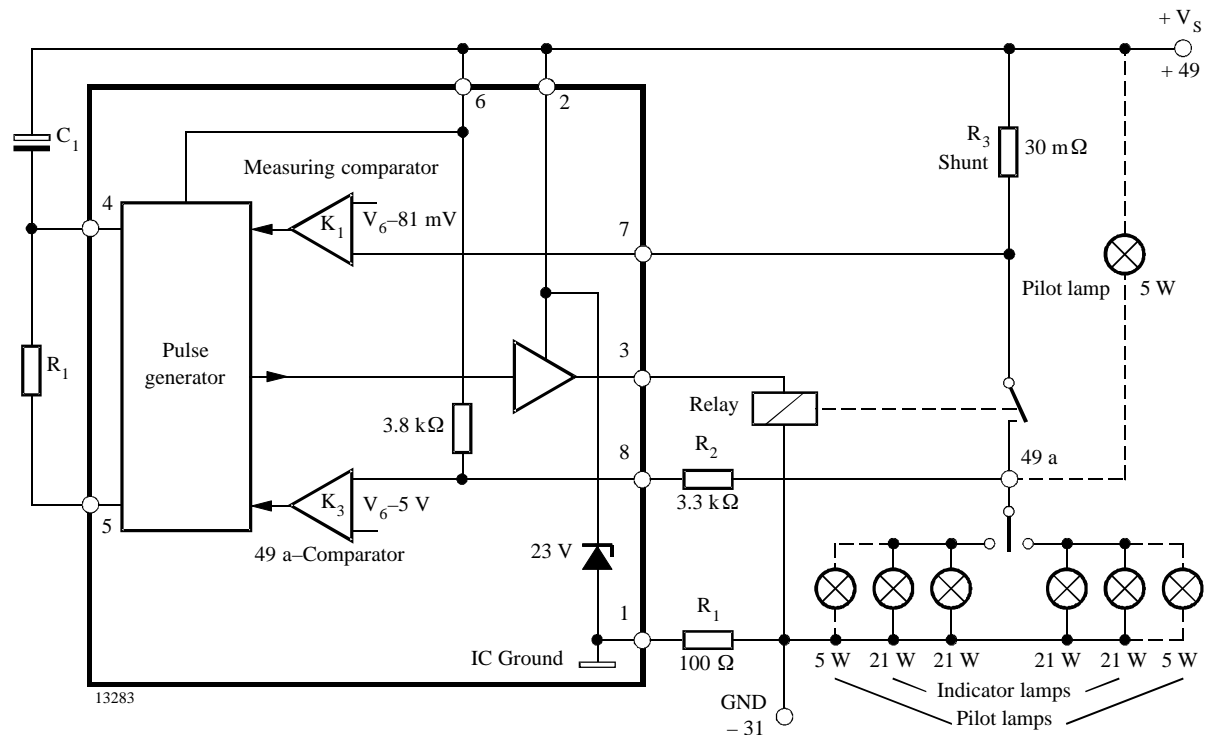 + V
S
+ 49
6
2
C
1
R
3
Shunt
30 mΩ
Measuring comparator
4
K
1
V
6
–81 mV
7
Pilot lamp
5 W
Pulse
generator
3
R
1
Relay
3.8 kΩ
8
R
2
49 a
3.3 kΩ
K
3
V
6
–5 V
5
49 a–Comparator
23 V
1
R
1
IC Ground
100 Ω
5 W
21 W
21 W
21 W
21 W
5 W
13283
GND
– 31
Indicator lamps
Pilot lamps